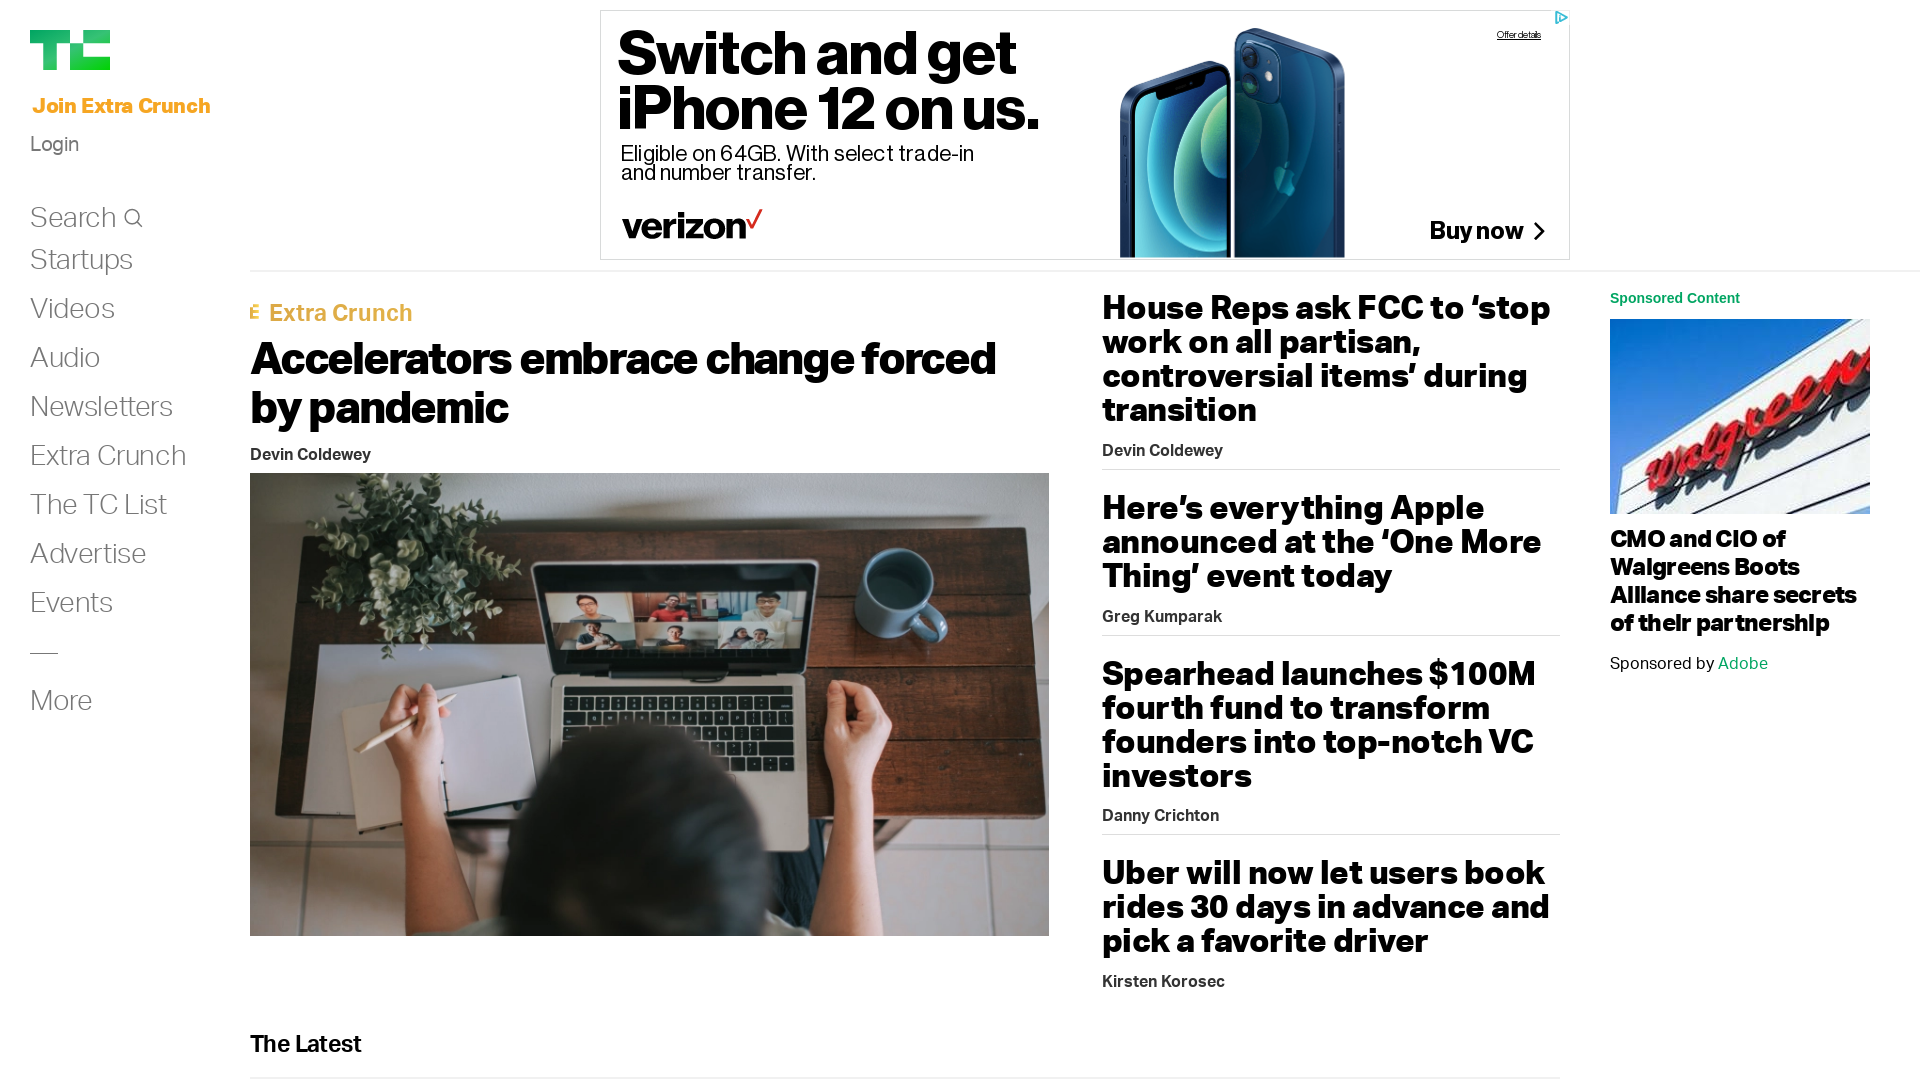 TC
Join Extra Crunch
Login
Search
Startups
Videos
Audio
Newsletters
Extra Crunch
The TC List
Advertise
Events
More
Switch and get
iPhone 12 on us.
Eligible on 64GB. With select trade-in
and number transfer.
verizon
Offer details
Buy now
Extra Crunch
Accelerators embrace change forced
by pandemic
Devin Coldewey
House Reps ask FCC to ‘stop
work on all partisan,
controversial items’ during
transition
Devin Coldewey
Here’s everything Apple
announced at the ‘One More
Thing’ event today
Greg Kumparak
Spearhead launches $100M
fourth fund to transform
founders into top-notch VC
investors
Danny Crichton
Uber will now let users book
rides 30 days in advance and
pick a favorite driver
Kirsten Korosec
Sponsored Content
Walgreens
CMO and CIO of
Walgreens Boots
Alliance share secrets
of their partnership
Sponsored by Adobe
The Latest